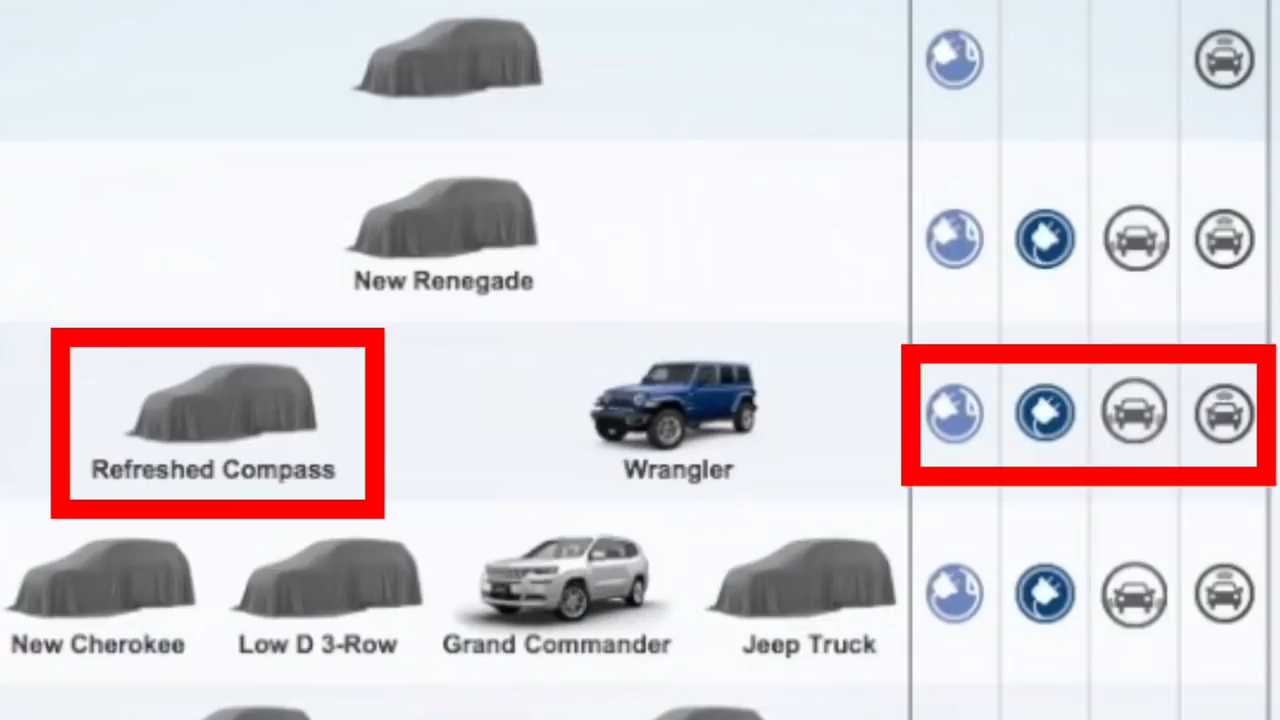 New Renegade
Refreshed Compass
Wrangler
New Cherokee
Low D 3-Row
Grand Commander
Jeep Truck